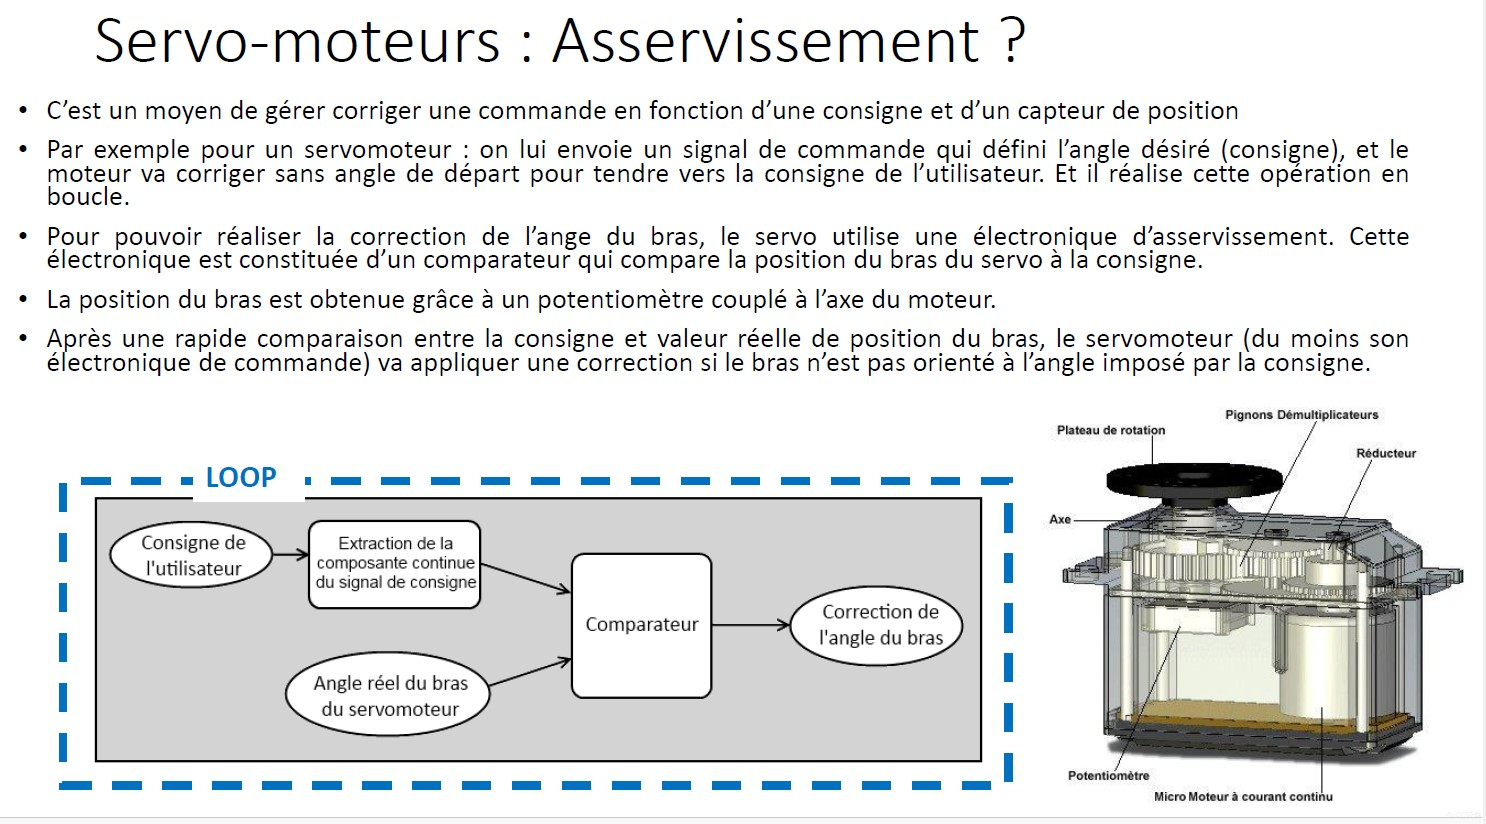 Servo-moteurs : Asservissement ?
• C’est un moyen de gérer corriger une commande en fonction d’une consigne et d’un capteur de position
• Par exemple pour un servomoteur : on lui envoie un signal de commande qui défini l’angle désiré (consigne), et le
moteur va corriger sans angle de départ pour tendre vers la consigne de l’utilisateur. Et il réalise cette opération en
boucle.
• Pour pouvoir réaliser la correction de l’ange du bras, le servo utilise une électronique d’asservissement. Cette
électronique est constituée d’un comparateur qui compare la position du bras du servo à la consigne.
• La position du bras est obtenue grâce à un potentiomètre couplé à l’axe du moteur.
• Après une rapide comparaison entre la consigne et valeur réelle de position du bras, le servomoteur (du moins son
électronique de commande) va appliquer une correction si le bras n’est pas orienté à l’angle imposé par la consigne.
LOOP
Consigne de
l'utilisateur
Extraction de la
composante continue
du signal de consigne
Comparateur
Correction de
l'angle du bras
Angle réel du bras
du servomoteur
Pignons Démultiplicateurs
Plateau de rotation
Réducteur
Axe
Potentiomètre
Micro Moteur à courant continu